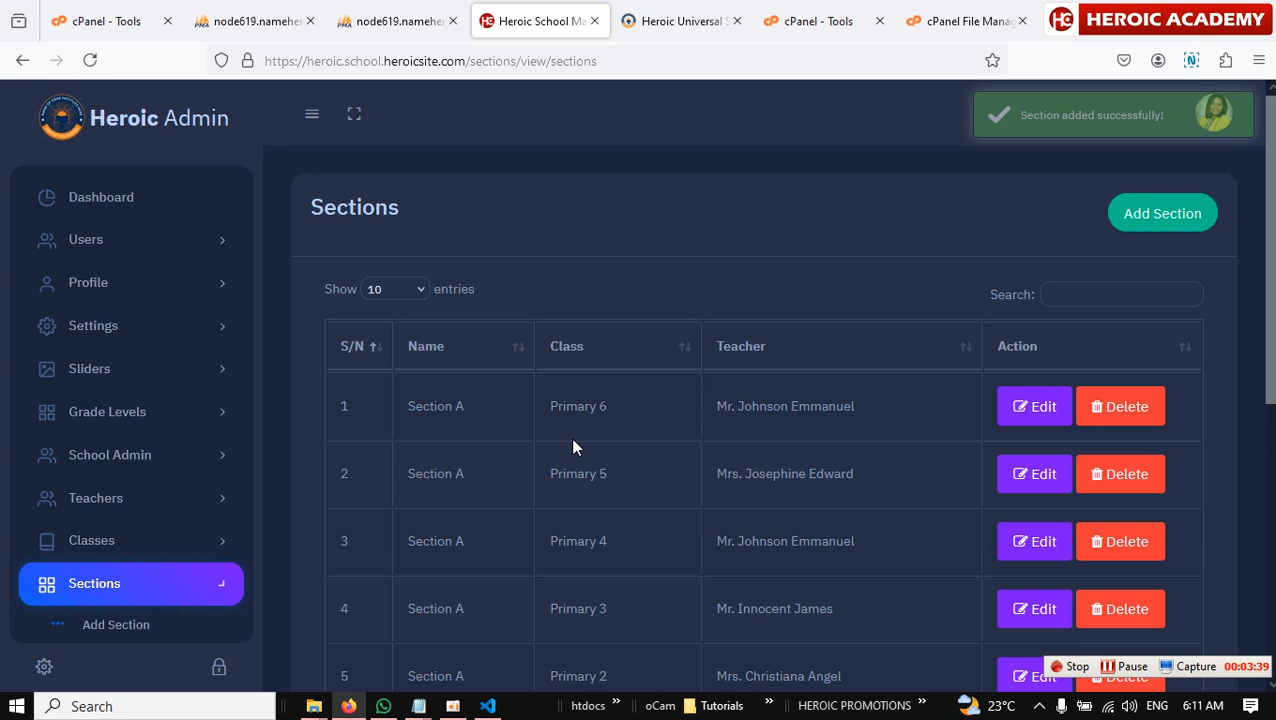 cPanel - Tools
node619.namehe
node619.namehe
Heroic School Ma
Heroic Universal S
cPanel - Tools
cPanel File Manag
HEROIC ACADEMY
https://heroic.school.heroicsite.com/sections/view/sections
Heroic Admin
Section added successfully!
Dashboard
Users
Profile
Settings
Sliders
Grade Levels
School Admin
Teachers
Classes
Sections
Add Section
Sections
Add Section
Show 10 entries
Search:
S/N Name Class Teacher Action
1 Section A Primary 6 Mr. Johnson Emmanuel Edit Delete
2 Section A Primary 5 Mrs. Josephine Edward Edit Delete
3 Section A Primary 4 Mr. Johnson Emmanuel Edit Delete
4 Section A Primary 3 Mr. Innocent James Edit Delete
5 Section A Primary 2 Ms. Christiana Angel Edit
Stop Pause Capture 00:03:39
Search htdocs oCam Tutorials HEROIC PROMOTIONS 23°C ENG 6:11 AM